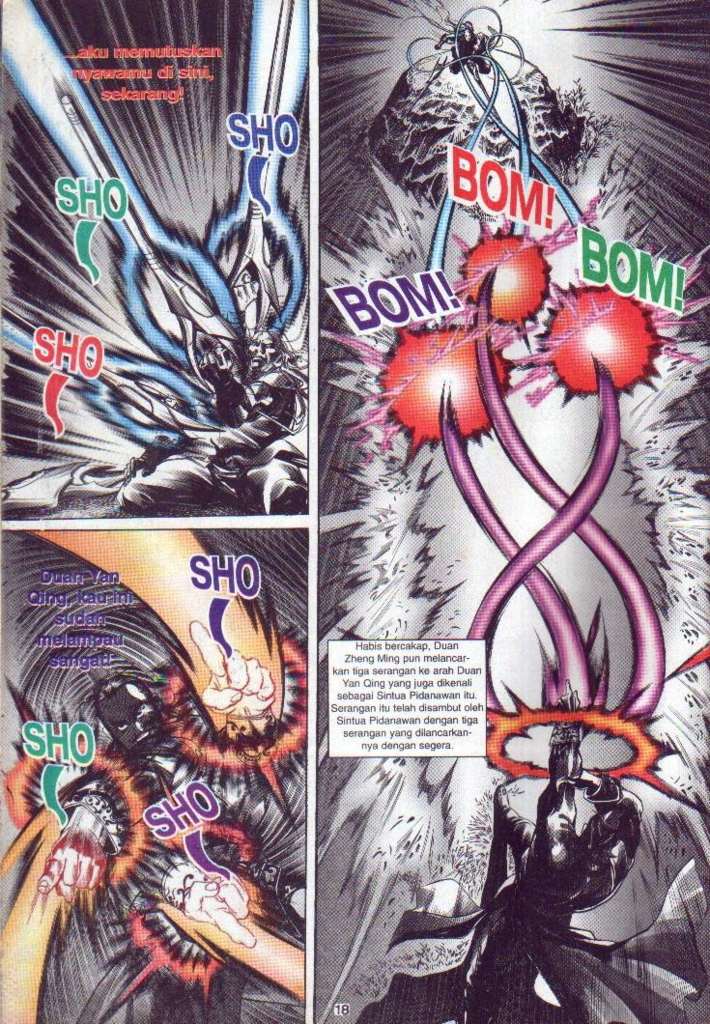 ...aku memutuskan
nyawamu di sini,
sekarang!
SHO
SHO
SHO
Duan Yan
Qing, kau ini
sudah
melampau
sangat!
SHO
SHO
SHO
BOM!
BOM!
BOM!
Habis bercakap, Duan
Zheng Ming pun melancar-
kan tiga serangan ke arah Duan
Yan Qing yang juga dikenali
sebagai Sintua Pidanawan itu.
Serangan itu telah disambut oleh
Sintua Pidanawan dengan tiga
serangan yang dilancarkan-
nya dengan segera.
18